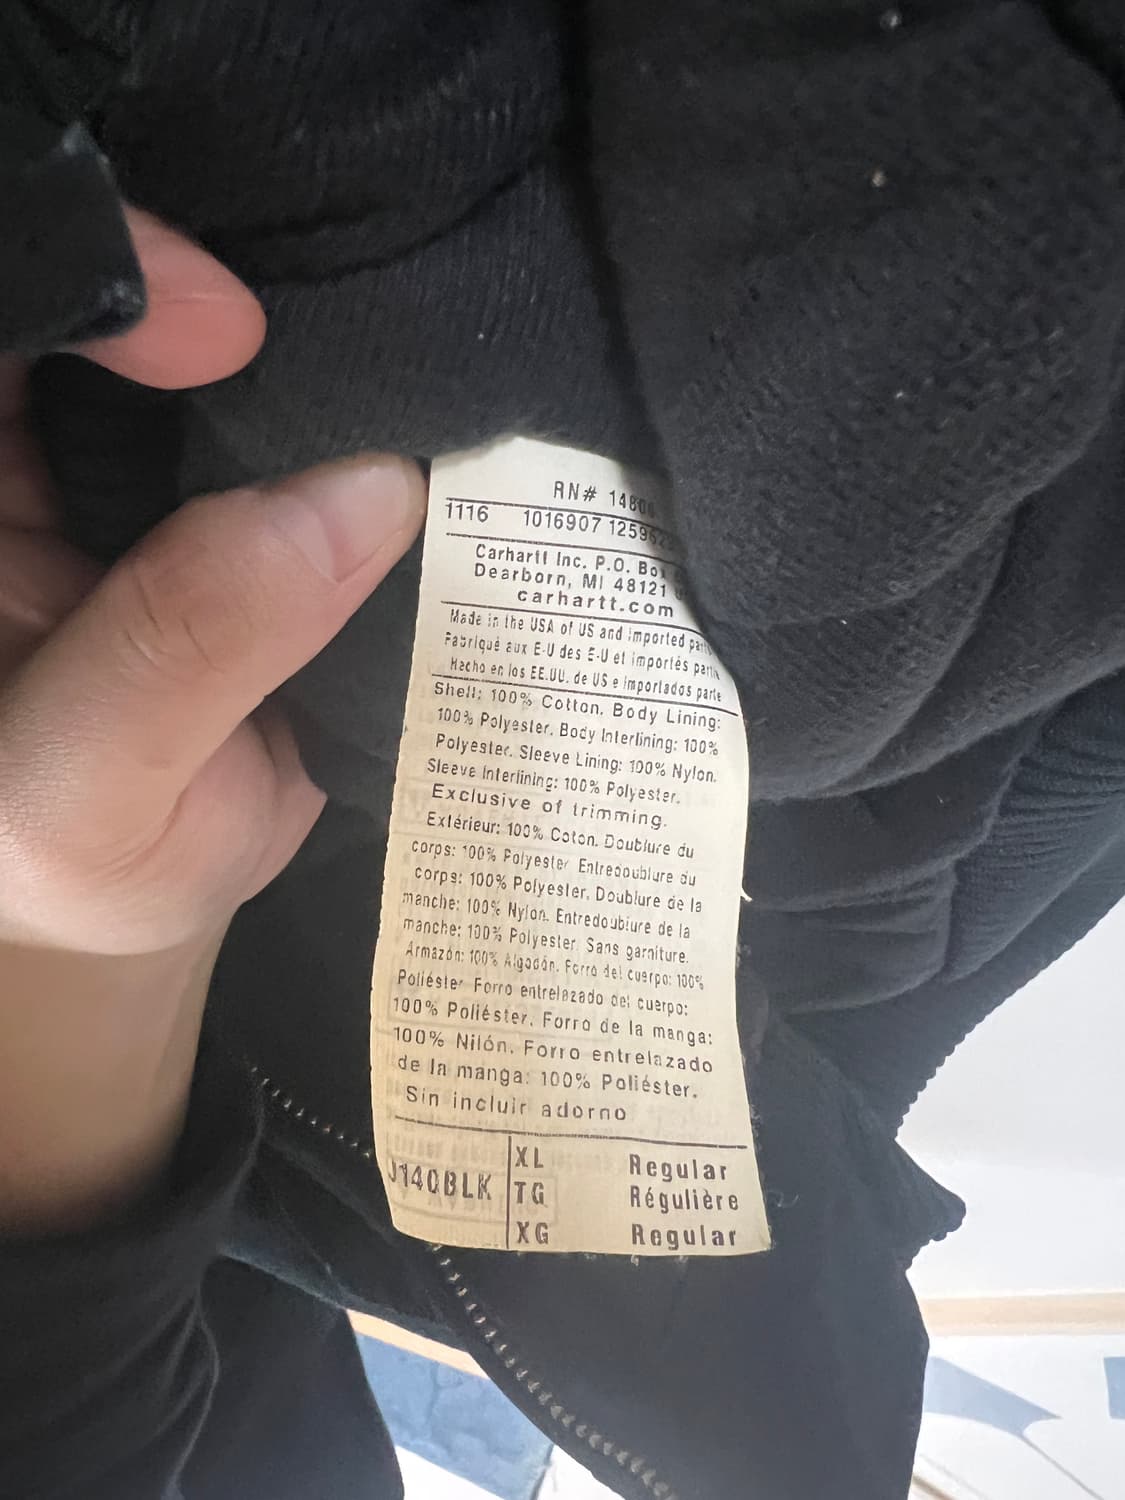 RN# 14806
1116 1016907 125962
Carhartt Inc. P.O. Box
Dearborn, MI 48121
carhartt.com
Made in the USA of US and imported parts
Fabriqué aux E-U des E-U et importés partie
Hecho en los EE.UU. de US e importados parte
Shell: 100% Cotton. Body Lining:
100% Polyester. Body Interlining: 100%
Polyester. Sleeve Lining: 100% Nylon.
Sleeve Interlining: 100% Polyester.
Exclusive of trimming.
Extérieur: 100% Coton. Doublure du
corps: 100% Polyester Entredoublure du
corps: 100% Polyester. Doublure de la
manche: 100% Nylon. Entredoublure de la
manche: 100% Polyester. Sans garniture.
Armazón: 100% Algodón. Forro del cuerpo: 100%
Poliéster Forro entrelazado del cuerpo:
100% Poliéster. Forro de la manga:
100% Nilón. Forro entrelazado
de la manga: 100% Poliéster.
Sin incluir adorno
XL Regular
J140BLK TG Régulière
XG Regular